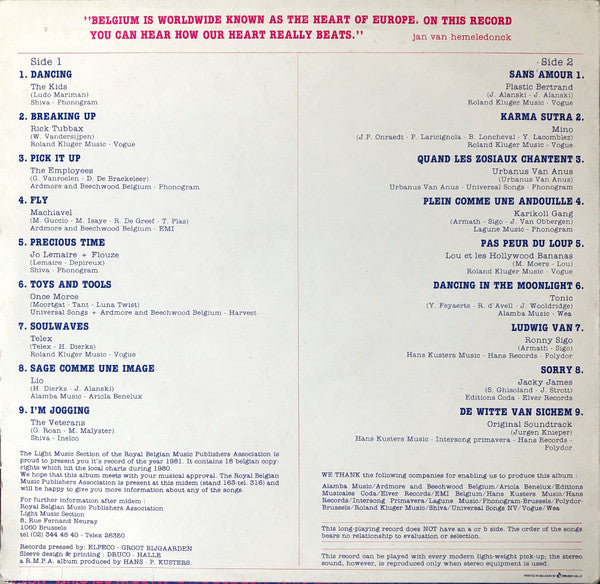 "BELGIUM IS WORLDWIDE KNOWN AS THE HEART OF EUROPE. ON THIS RECORD
YOU CAN HEAR HOW OUR HEART REALLY BEATS."
jan van hemeledonck
Side 1
1. DANCING
The Kids
(Ludo Mariman)
Shiva - Phonogram
2. BREAKING UP
Rick Tubbax
(W. Vandersijpen)
Roland Kluger Music - Vogue
3. PICK IT UP
The Employees
(G. Vanroelen - D. De Braekeleer)
Ardmore and Beechwood Belgium - Phonogram
4. FLY
Machiavel
(M. Guccio - M. Isaye - R. De Greef - T. Plas)
Ardmore and Beechwood Belgium - EMI
5. PRECIOUS TIME
Jo Lemaire + Flouze
(Lemaire - Depireux)
Shiva - Phonogram
6. TOYS AND TOOLS
Once More
(Moortgat - Tant - Luna Twist)
Universal Songs + Ardmore and Beechwood Belgium - Harvest
7. SOULWAVES
Telex
(Telex - H. Dierks)
Roland Kluger Music - Vogue
8. SAGE COMME UNE IMAGE
Lio
(H. Dierks - J. Alanski)
Alamba Music - Ariola Benelux
9. I'M JOGGING
The Veterans
(G. Roan - M. Malyster)
Shiva - Inelco
The Light Music Section of the Royal Belgian Music Publishers Association is
proud to present you it's record of the year 1981. It contains 18 belgian copy-
rights which hit the local charts during 1980.
We hope that this album meets with your musical approval. The Royal Belgian
Music Publishers Association is present at this midem (stand 163-tel. 316) and
will be happy to give you more information about any of the songs.
For further information after midem :
Royal Belgian Music Publishers Association
Light Music Section
8, Rue Fernand Neuray
1060 Brussels
tel (02) 344 48 40 - Telex 26380
Records pressed by: ELPECO - GROOT BIJGAARDEN
Sleeve design & printing : DRUCO - HALLE
a R.M.P.A. album produced by HANS - P. KUSTERS.
Side 2
SANS AMOUR 1.
Plastic Bertrand
(J. Alanski - J. Alanski)
Roland Kluger Music - Vogue
KARMA SUTRA 2.
Mino
(J.P. Onraedt - P. Laricignola - B. Loncheval - Y. Lacomblez)
Roland Kluger Music - Vogue
QUAND LES ZOSIAUX CHANTENT 3.
Urbanus Van Anus
(Urbanus Van Anus)
Urbanus Van Anus - Universal Songs - Phonogram
PLEIN COMME UNE ANDOUILLE 4.
Karikoll Gang
(Armath - Sigo - J. Van Obbergen)
Lagune Music - Phonogram
PAS PEUR DU LOUP 5.
Lou et les Hollywood Bananas
(M. Moers - Lou)
Roland Kluger Music - Vogue
DANCING IN THE MOONLIGHT 6.
Tonic
(Y. Feyaerts - R. d'Avell - J. Wooldridge)
Alamba Music - Wea
LUDWIG VAN 7.
Ronny Sigo
(Armath - Sigo)
Hans Kusters Music - Hans Records - Polydor
SORRY 8.
Jacky James
(S. Ghisoland - J. Strott)
Editions Coda - Elver Records
DE WITTE VAN SICHEM 9.
Original Soundtrack
(Jurgen Knieper)
Hans Kusters Music - Intersong primavera - Hans Records -
Polydor
WE THANK the following companies for enabling us to produce this album :
Alamba Music/Ardmore and Beechwood Belgium/Ariola Benelux/Editions
Musicales Coda/Elver Records/EMI Belgium/Hans Kusters Music/Hans
Records/Intersong Primavera/Inelco/Lagune Music/Phonogram-Brussels/Polydor-
Brussels/Roland Kluger Music/Shiva/Universal Songs NV/Vogue/Wea
This long-playing record does NOT have an a or b side. The order of the songs
bears no relationship to evaluation or selection.
This record can be played with every modern light-weight pick-up; the stereo
sound, however, is reproduced only when stereo equipment is used.